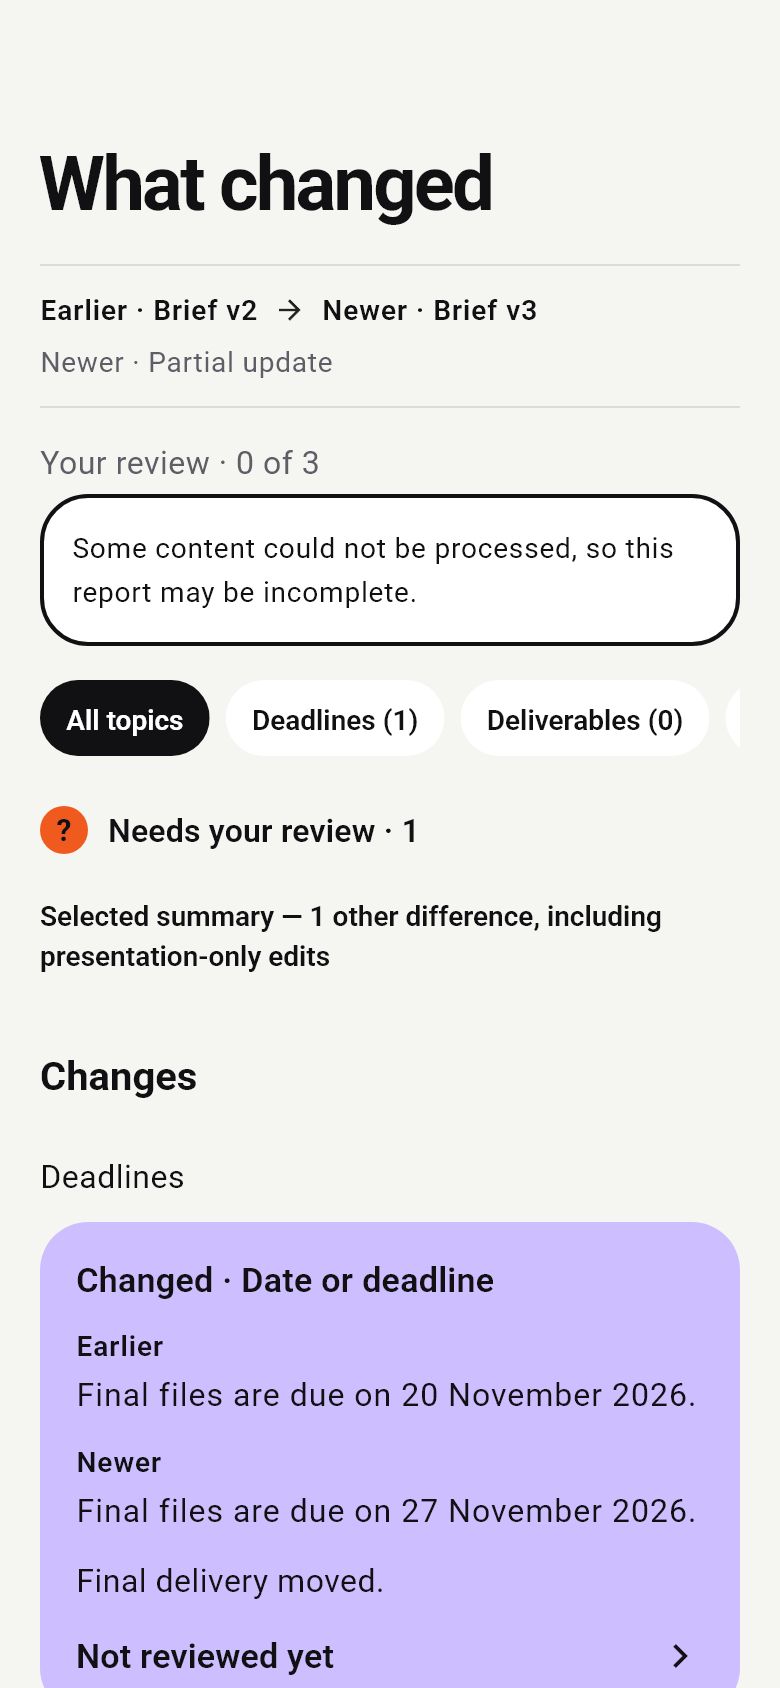 What changed
Earlier · Brief v2 → Newer · Brief v3
Newer · Partial update
Your review · 0 of 3
Some content could not be processed, so this
report may be incomplete.
All topics Deadlines (1) Deliverables (0)
? Needs your review · 1
Selected summary — 1 other difference, including
presentation-only edits
Changes
Deadlines
Changed · Date or deadline
Earlier
Final files are due on 20 November 2026.
Newer
Final files are due on 27 November 2026.
Final delivery moved.
Not reviewed yet